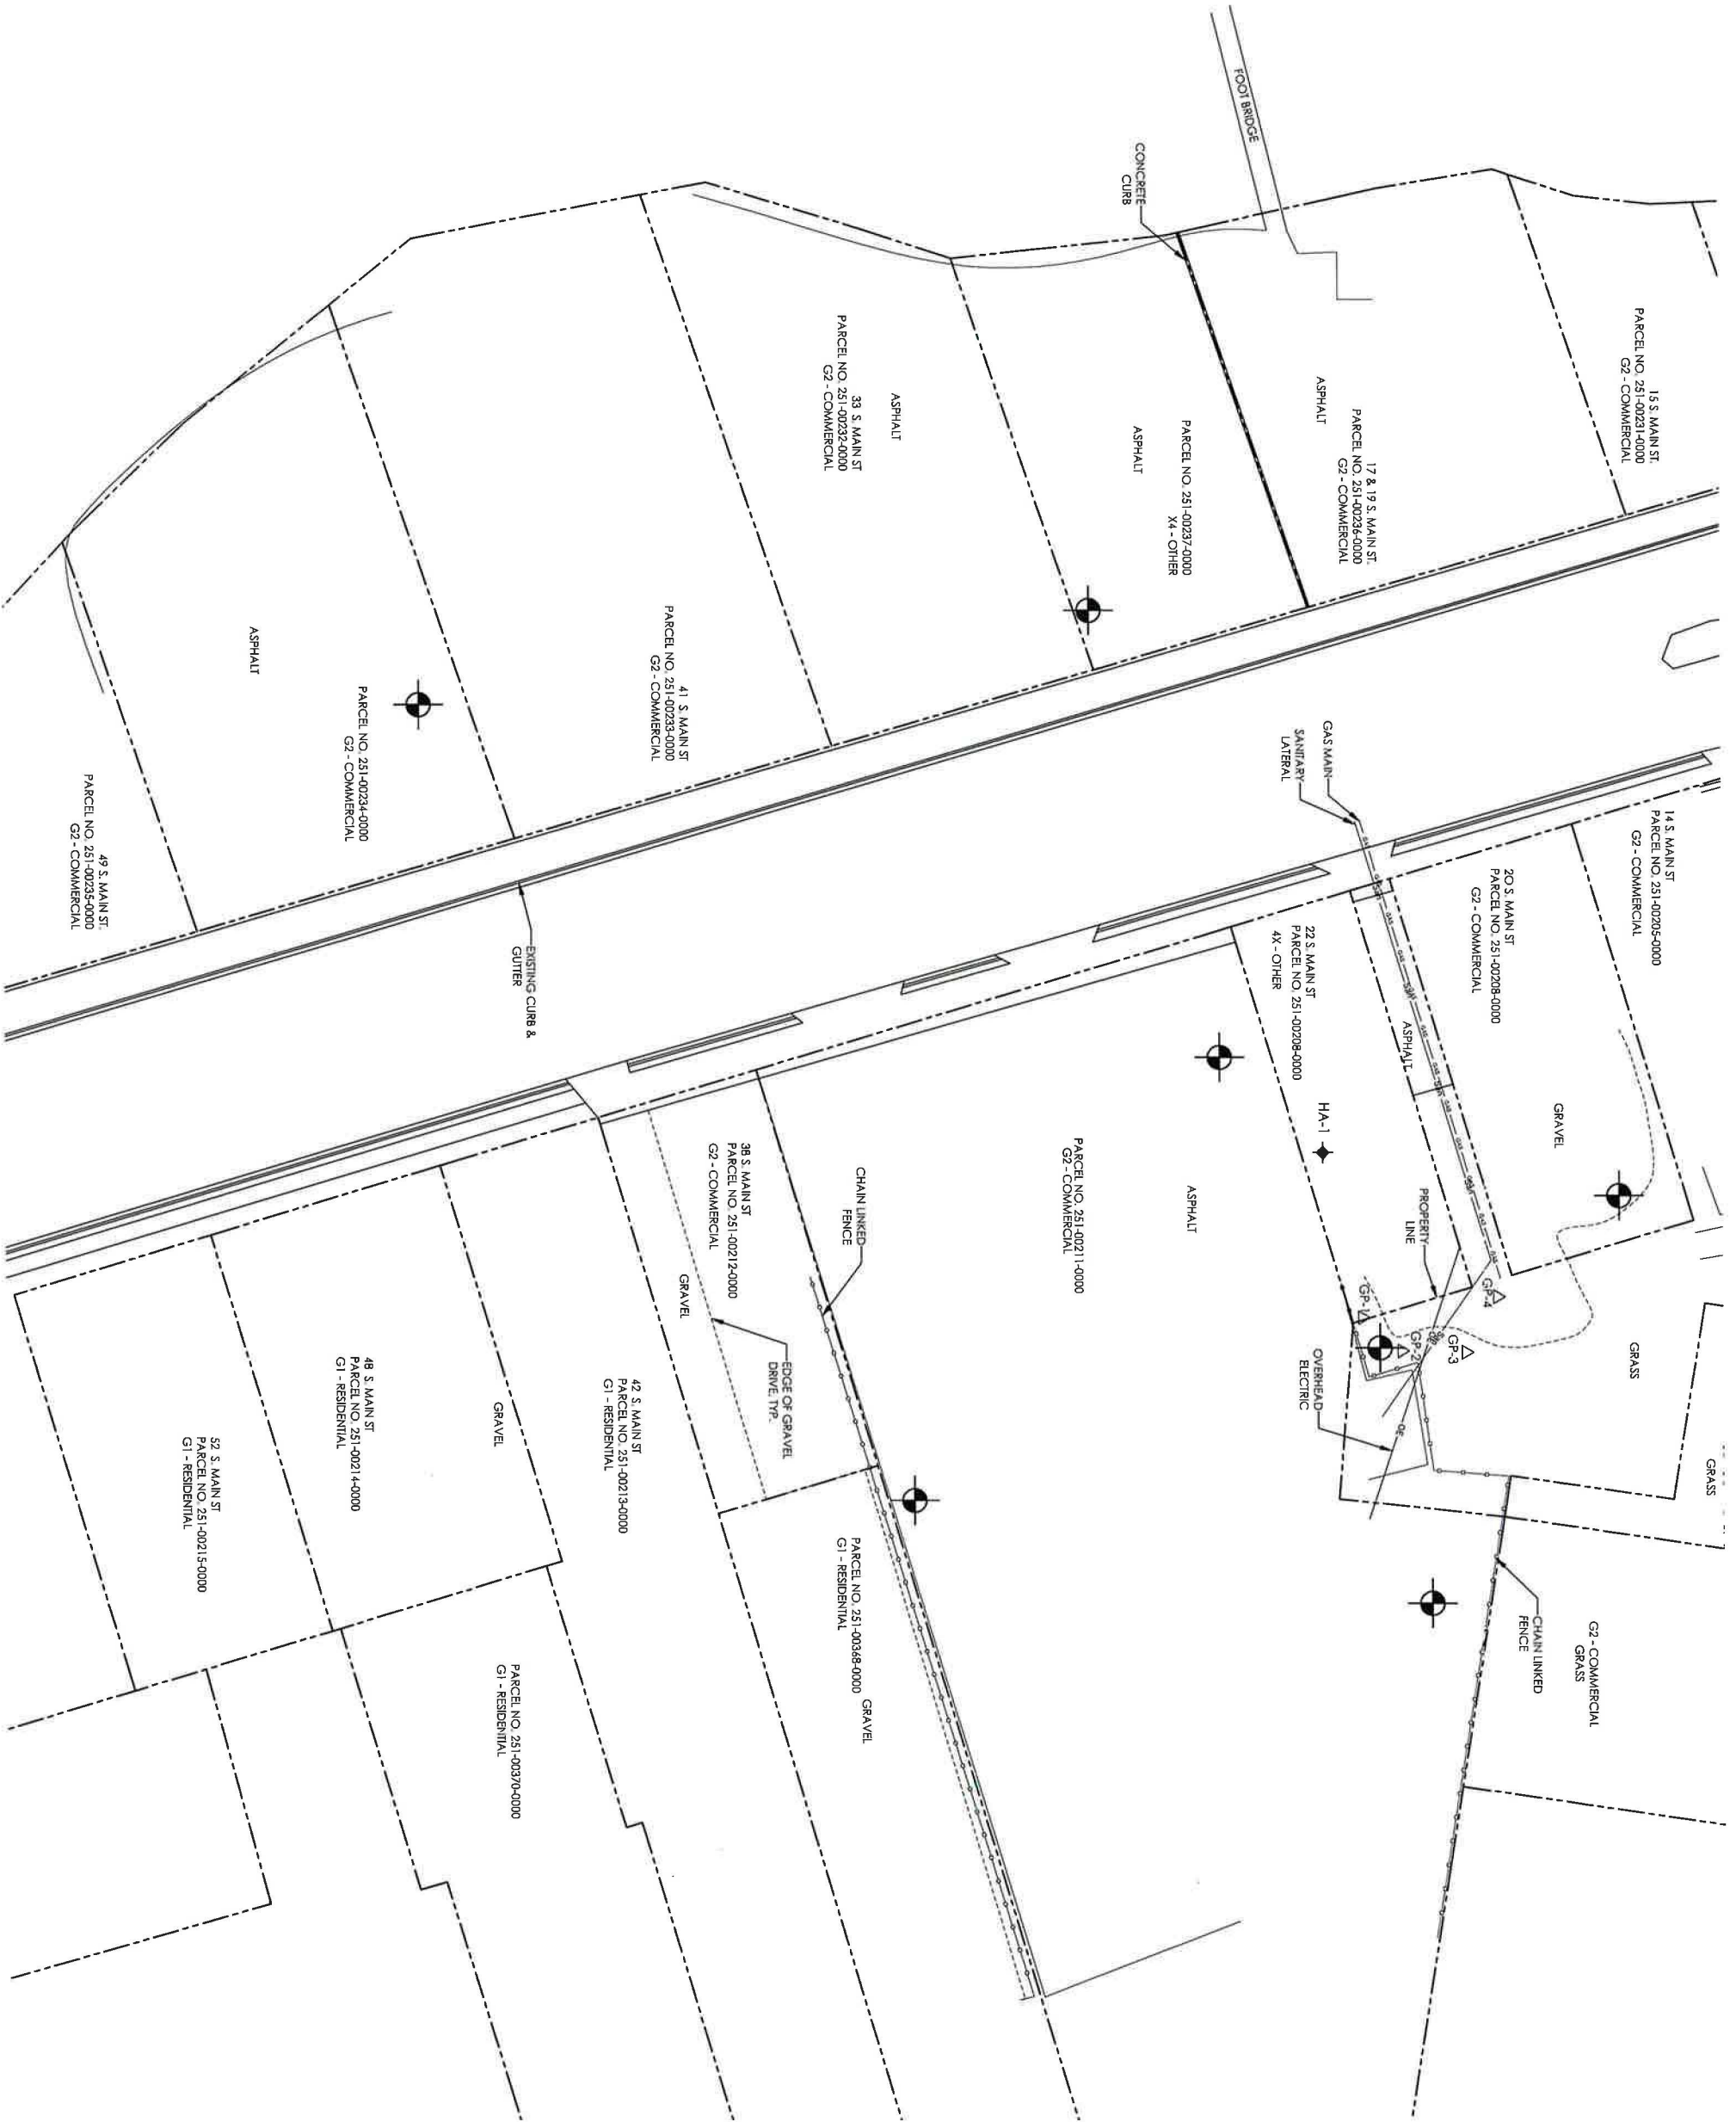 FOOT BRIDGE
CONCRETE
CURB
15 S. MAIN ST.
PARCEL NO. 251-00231-0000
G2 - COMMERCIAL
17 & 19 S. MAIN ST.
PARCEL NO. 251-00236-0000
G2 - COMMERCIAL
ASPHALT
PARCEL NO. 251-00237-0000
X4 - OTHER
ASPHALT
ASPHALT
33 S. MAIN ST
PARCEL NO. 251-00232-0000
G2 - COMMERCIAL
41 S. MAIN ST
PARCEL NO. 251-00233-0000
G2 - COMMERCIAL
PARCEL NO. 251-00234-0000
G2 - COMMERCIAL
ASPHALT
49 S. MAIN ST.
PARCEL NO. 251-00235-0000
G2 - COMMERCIAL
GAS MAIN
SANITARY
LATERAL
EXISTING CURB &
GUTTER
14 S. MAIN ST
PARCEL NO. 251-00205-0000
G2 - COMMERCIAL
20 S. MAIN ST
PARCEL NO. 251-00208-0000
G2 - COMMERCIAL
GRAVEL
ASPHALT
22 S. MAIN ST
PARCEL NO. 251-00208-0000
4X - OTHER
HA-1
PROPERTY
LINE
GP-4
GP-3
GP-2
GP-1
OVERHEAD
ELECTRIC
OE
GRASS
GRASS
CHAIN LINKED
FENCE
G2 - COMMERCIAL
GRASS
ASPHALT
PARCEL NO. 251-00211-0000
G2 - COMMERCIAL
CHAIN LINKED
FENCE
38 S. MAIN ST
PARCEL NO. 251-00212-0000
G2 - COMMERCIAL
GRAVEL
EDGE OF GRAVEL
DRIVE, TYP.
PARCEL NO. 251-00368-0000
G1 - RESIDENTIAL
GRAVEL
42 S. MAIN ST
PARCEL NO. 251-00213-0000
G1 - RESIDENTIAL
GRAVEL
48 S. MAIN ST
PARCEL NO. 251-00214-0000
G1 - RESIDENTIAL
52 S. MAIN ST
PARCEL NO. 251-00215-0000
G1 - RESIDENTIAL
PARCEL NO. 251-00370-0000
G1 - RESIDENTIAL